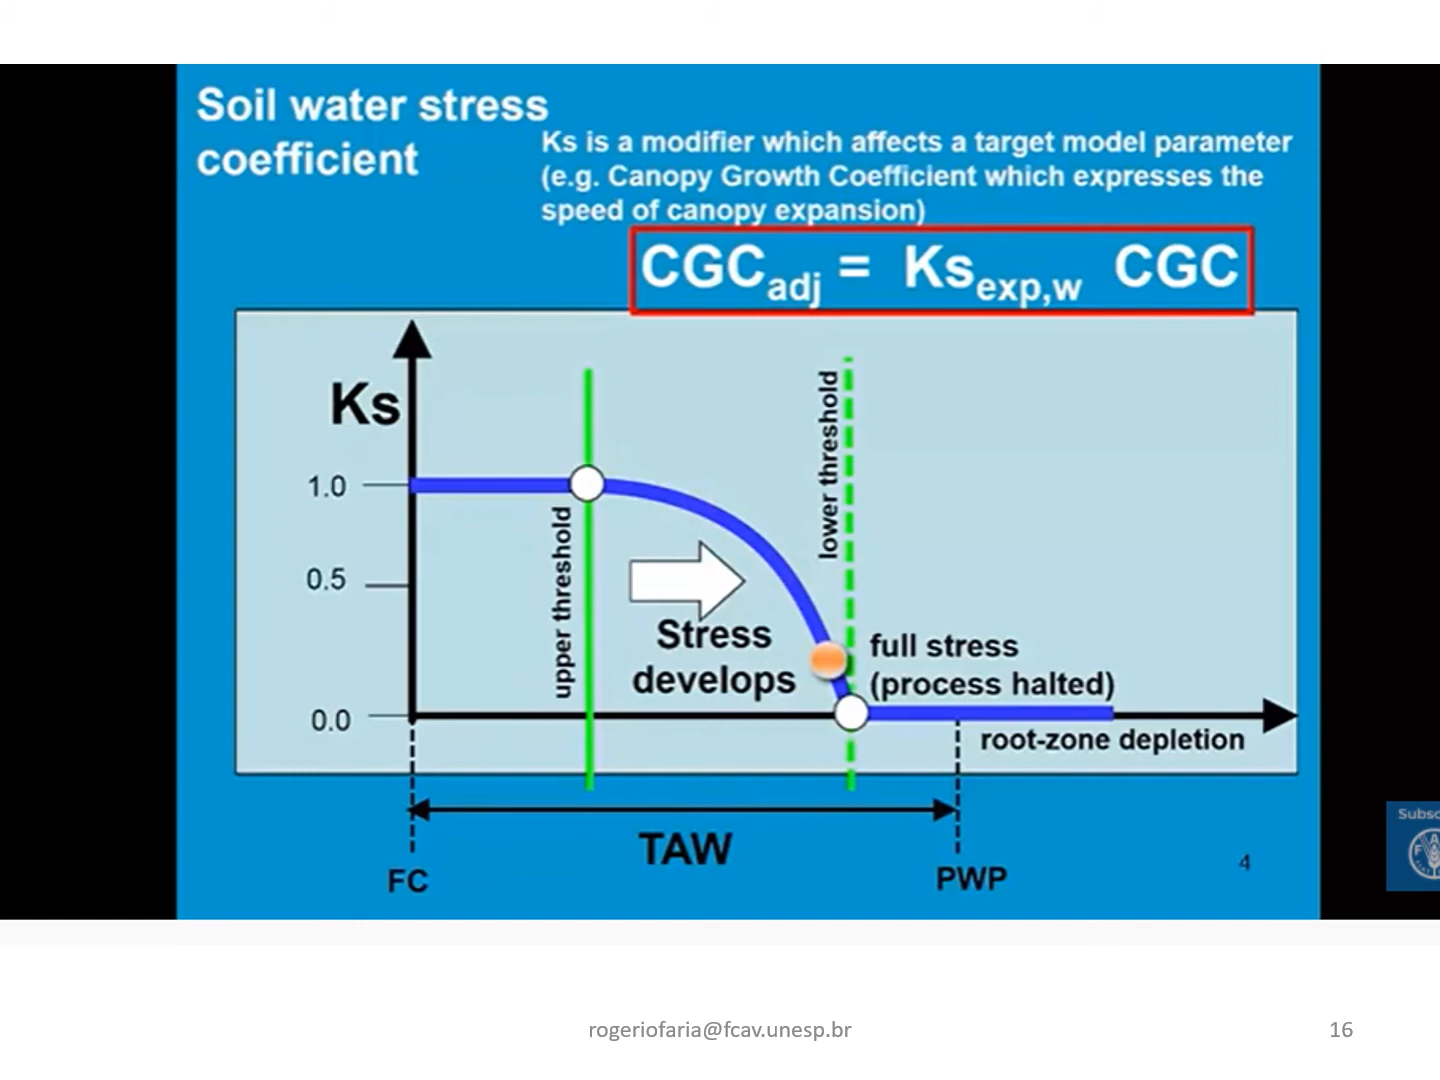 Soil water stress
coefficient
Ks is a modifier which affects a target model parameter
(e.g. Canopy Growth Coefficient which expresses the
speed of canopy expansion)
CGCadj = Ksexp,w CGC
Ks
1.0
0.5
0.0
upper threshold
lower threshold
Stress
develops
full stress
(process halted)
root-zone depletion
TAW
FC
PWP
4
rogeriofaria@fcav.unesp.br
16